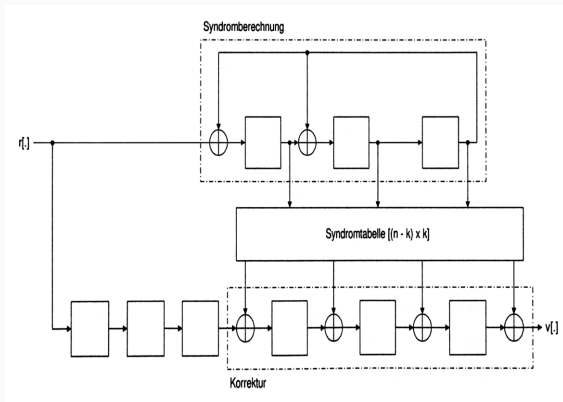 Syndromberechnung
r[.]
Syndromtabelle [(n - k) x k]
v[.]
Korrektur